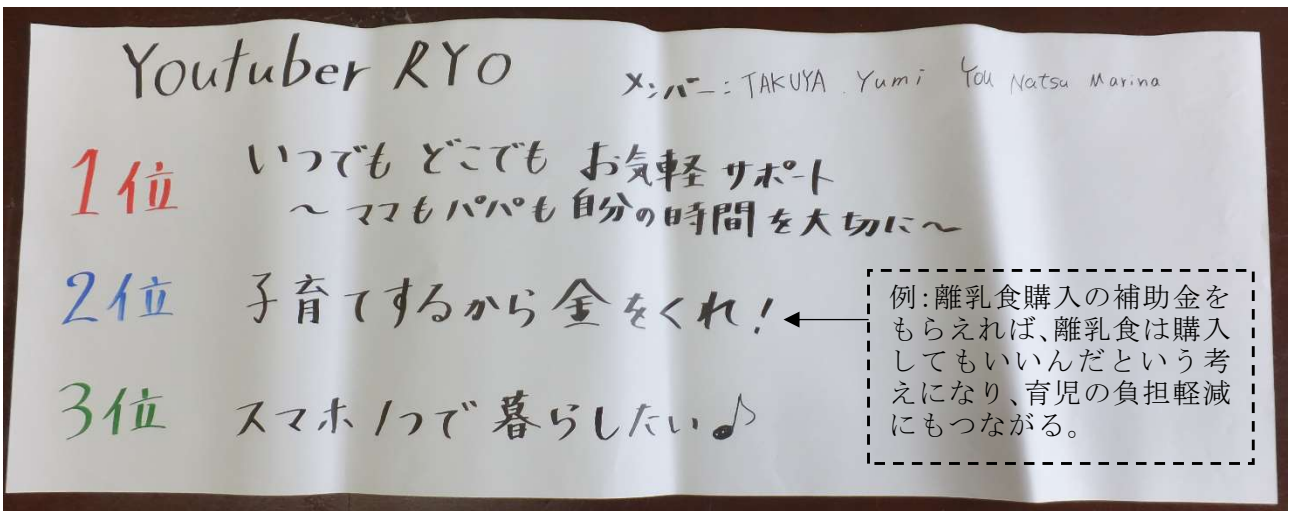 Youtuber RYO
メンバー:TAKUYA.Yumi You Natsu Marina
1位 いつでも どこでも お気軽サポート
～ママもパパも自分の時間を大切に～
2位 子育てするから金をくれ!
3位 スマホ1つで暮らしたい♪
例:離乳食購入の補助金を
もらえれば、離乳食は購入
してもいいんだという考
えになり、育児の負担軽減
にもつながる。